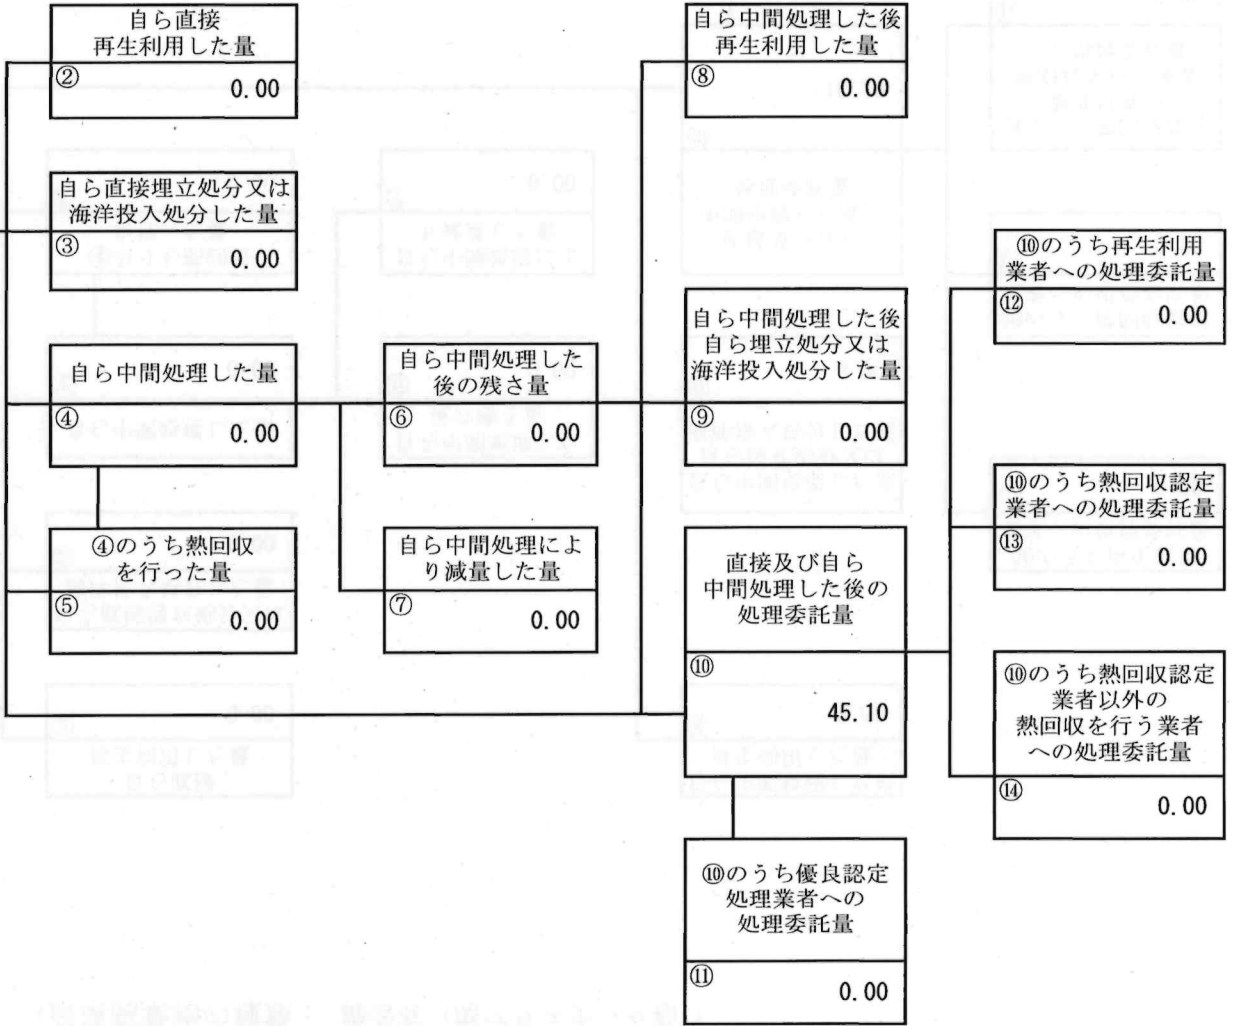 自ら直接
再生利用した量
②
0.00
自ら直接埋立処分又は
海洋投入処分した量
③
0.00
自ら中間処理した量
④
0.00
④のうち熱回収
を行った量
⑤
0.00
自ら中間処理した
後の残さ量
⑥
0.00
自ら中間処理によ
り減量した量
⑦
0.00
自ら中間処理した後
再生利用した量
⑧
0.00
自ら中間処理した後
自ら埋立処分又は
海洋投入処分した量
⑨
0.00
直接及び自ら
中間処理した後の
処理委託量
⑩
45.10
⑩のうち優良認定
処理業者への
処理委託量
⑪
0.00
⑩のうち再生利用
業者への処理委託量
⑫
0.00
⑩のうち熱回収認定
業者への処理委託量
⑬
0.00
⑩のうち熱回収認定
業者以外の
熱回収を行う業者
への処理委託量
⑭
0.00